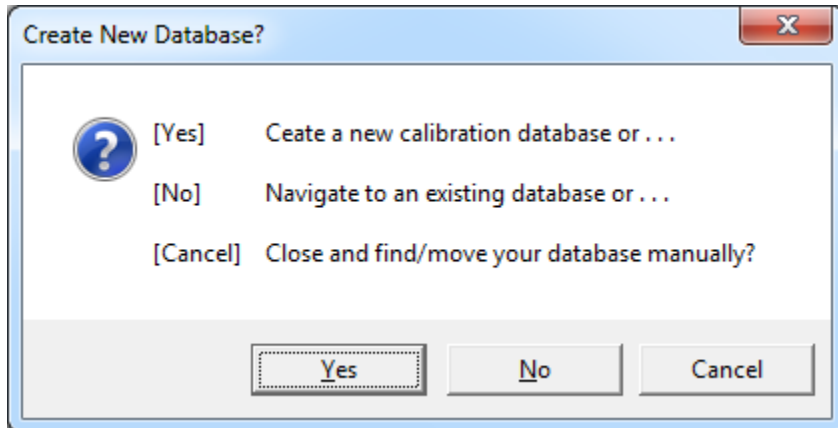 Create New Database?
[Yes] Ceate a new calibration database or . . .
[No] Navigate to an existing database or . . .
[Cancel] Close and find/move your database manually?
Yes No Cancel